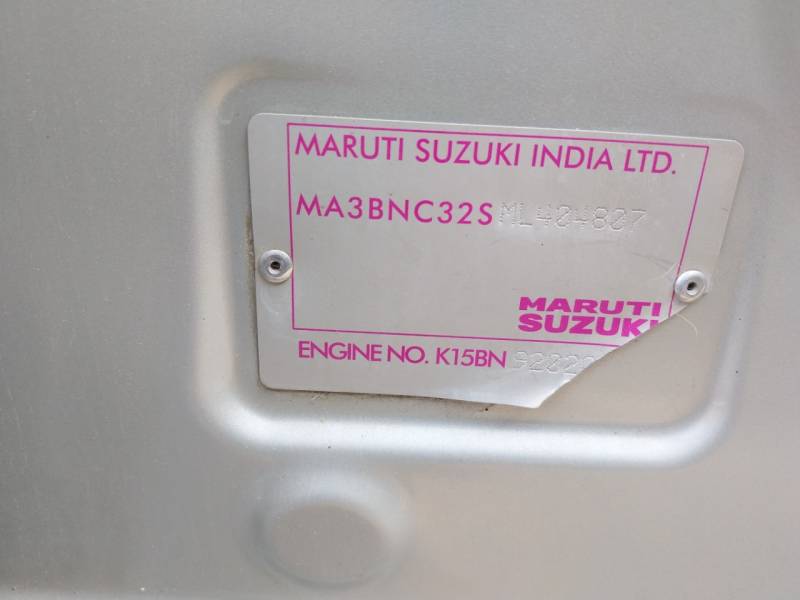 MARUTI SUZUKI INDIA LTD.
MA3BNC32SML404807
MARUTI
SUZUKI
ENGINE NO. K15BN